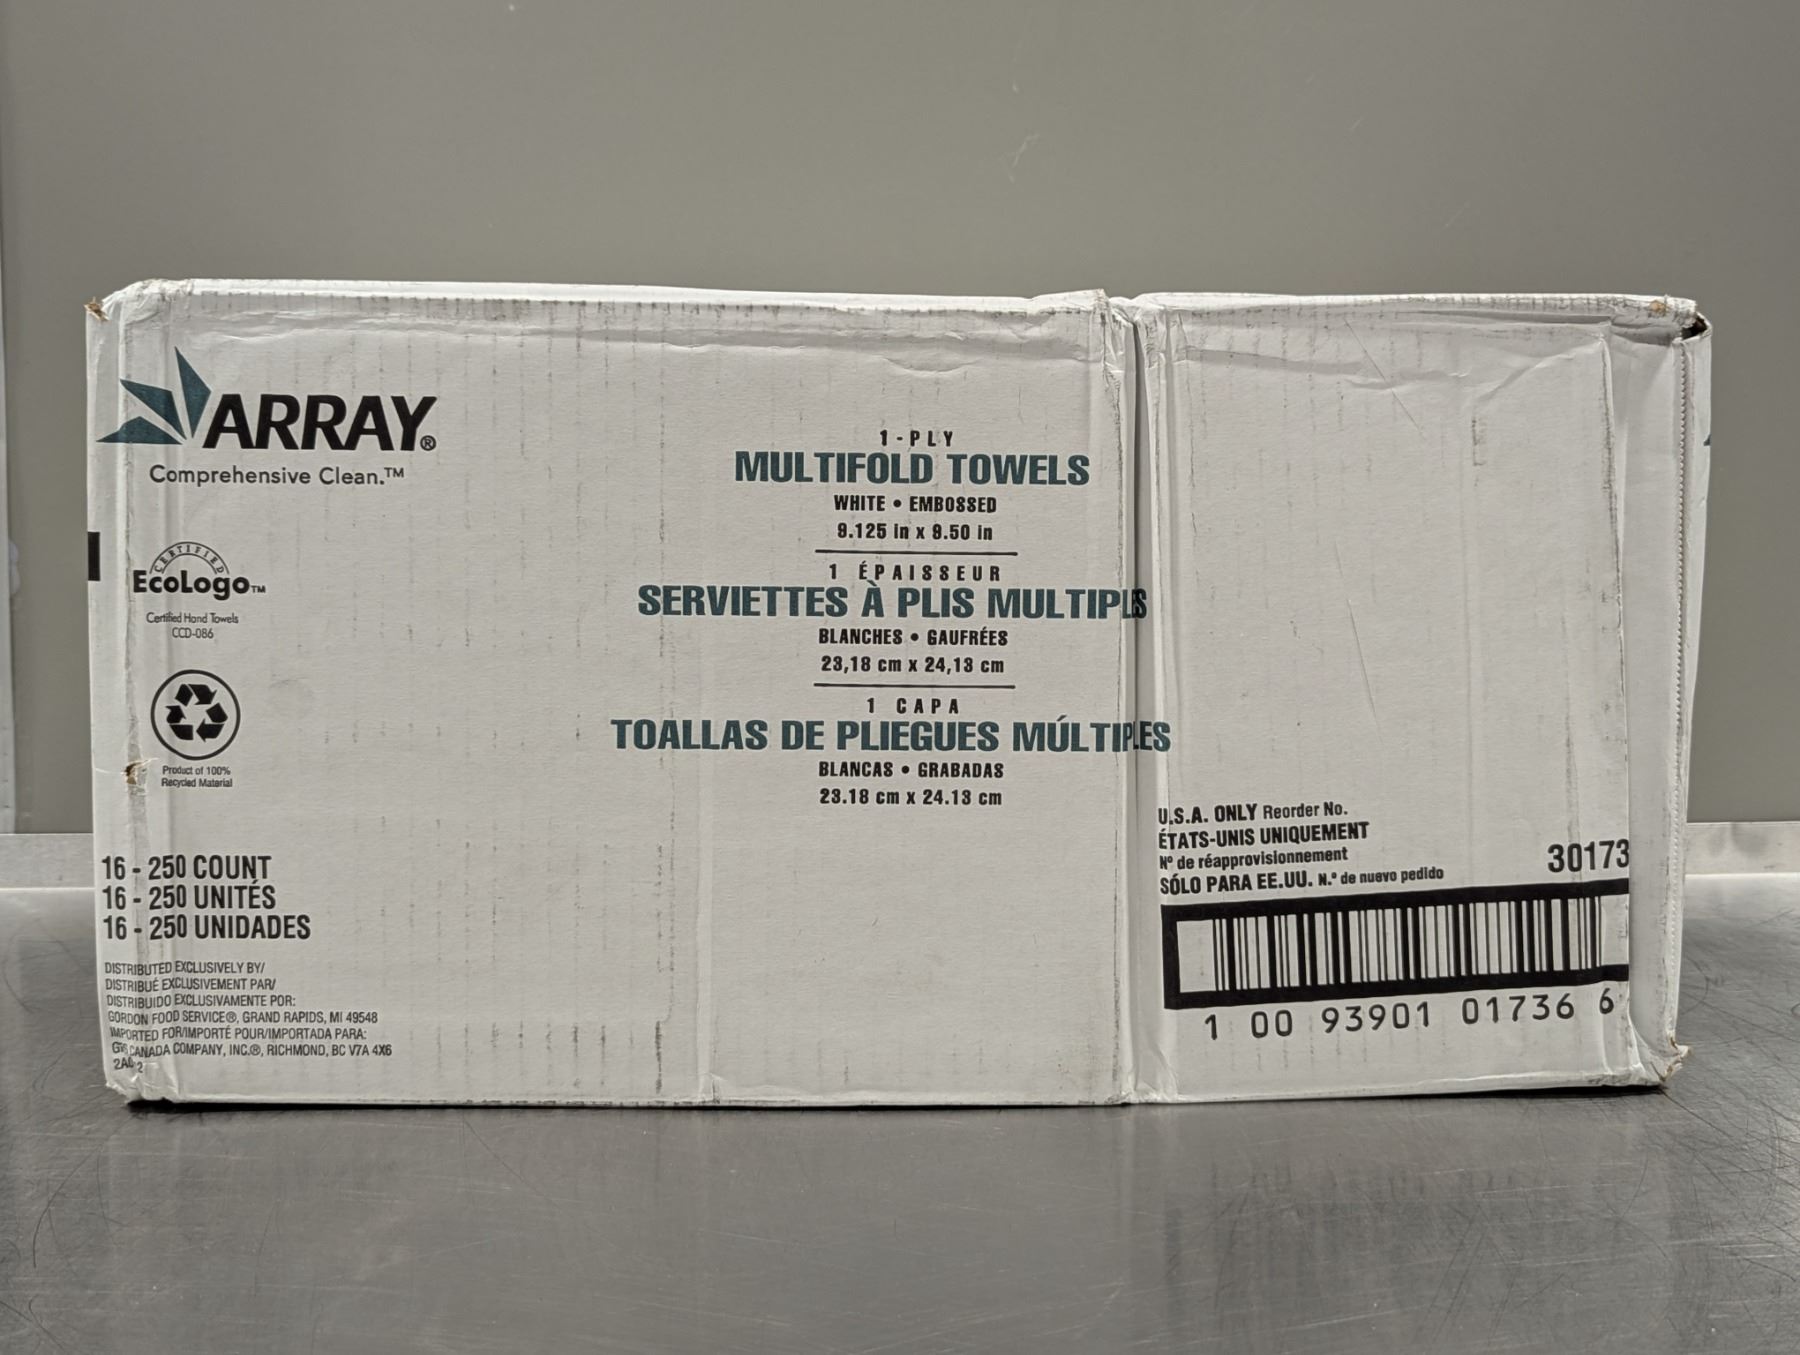 ARRAY®
Comprehensive Clean.™
CERTIFIED
EcoLogo™
Certified Hand Towels
CCD-086
Product of 100%
Recycled Material
16 - 250 COUNT
16 - 250 UNITÉS
16 - 250 UNIDADES
DISTRIBUTED EXCLUSIVELY BY/
DISTRIBUÉ EXCLUSIVEMENT PAR/
DISTRIBUIDO EXCLUSIVAMENTE POR:
GORDON FOOD SERVICE®, GRAND RAPIDS, MI 49548
IMPORTED FOR/IMPORTÉ POUR/IMPORTADA PARA:
GFS CANADA COMPANY, INC.®, RICHMOND, BC V7A 4X6
1-PLY
MULTIFOLD TOWELS
WHITE • EMBOSSED
9.125 in x 9.50 in
1 ÉPAISSEUR
SERVIETTES À PLIS MULTIPLES
BLANCHES • GAUFRÉES
23,18 cm x 24,13 cm
1 CAPA
TOALLAS DE PLIEGUES MÚLTIPLES
BLANCAS • GRABADAS
23.18 cm x 24.13 cm
U.S.A. ONLY Reorder No.
ÉTATS-UNIS UNIQUEMENT
Nº de réapprovisionnement
SÓLO PARA EE.UU. N.º de nuevo pedido
30173
1 00 93901 01736 6